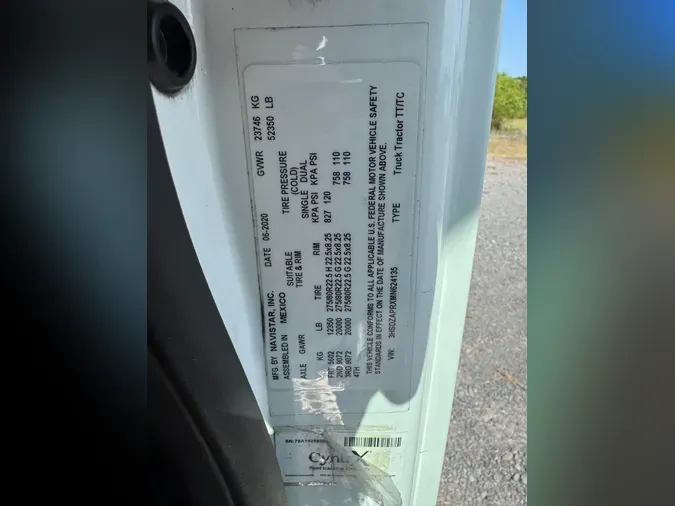 MFG. BY NAVISTAR, INC. DATE 06-2020 GVWR 23746 KG
ASSEMBLED IN MEXICO 52350 LB
SUITABLE TIRE PRESSURE
TIRE & RIM (COLD)
AXLE GAWR SINGLE DUAL
KG LB TIRE RIM KPA PSI KPA PSI
FRT 5602 12350 275/80R22.5 H 22.5x8.25 827 120
2ND 9072 20000 275/80R22.5 G 22.5x8.25 758 110
3RD 9072 20000 275/80R22.5 G 22.5x8.25 758 110
4TH
THIS VEHICLE CONFORMS TO ALL APPLICABLE U.S. FEDERAL MOTOR VEHICLE SAFETY
STANDARDS IN EFFECT ON THE DATE OF MANUFACTURE SHOWN ABOVE.
VIN: 3HSDZAPRXMN624135 TYPE Truck Tractor TT/TC